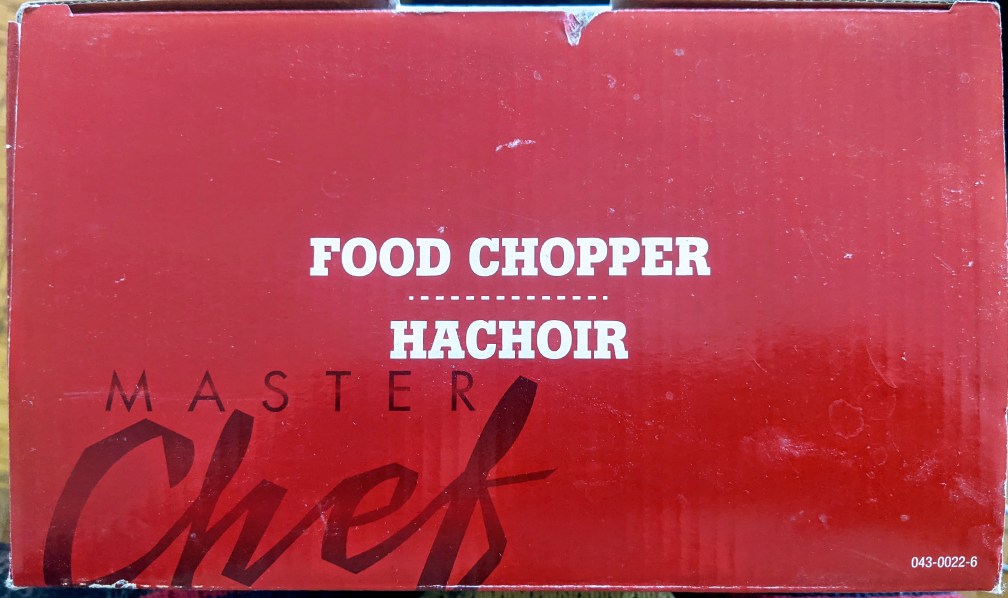 FOOD CHOPPER
HACHOIR
MASTER
Chef
043-0022-6